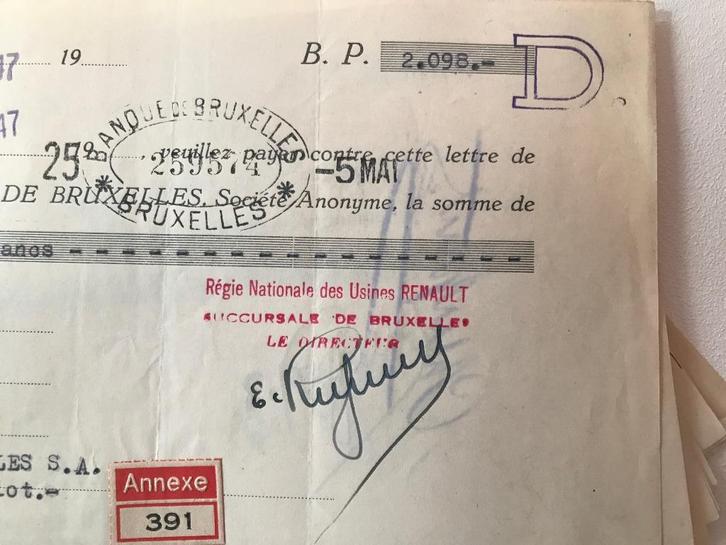 47 19 B. P. 2.098.- D
47
BANQUE DE BRUXELLES
25 259574 , veuillez payer contre cette lettre de
-5 MAI
DE BRUXELLES, Société Anonyme, la somme de
* BRUXELLES *
ancs - - - - - - - - - - - - - - - -
Régie Nationale des Usines RENAULT
SUCCURSALE DE BRUXELLES
LE DIRECTEUR
LES S.A.
ot.-
Annexe
391